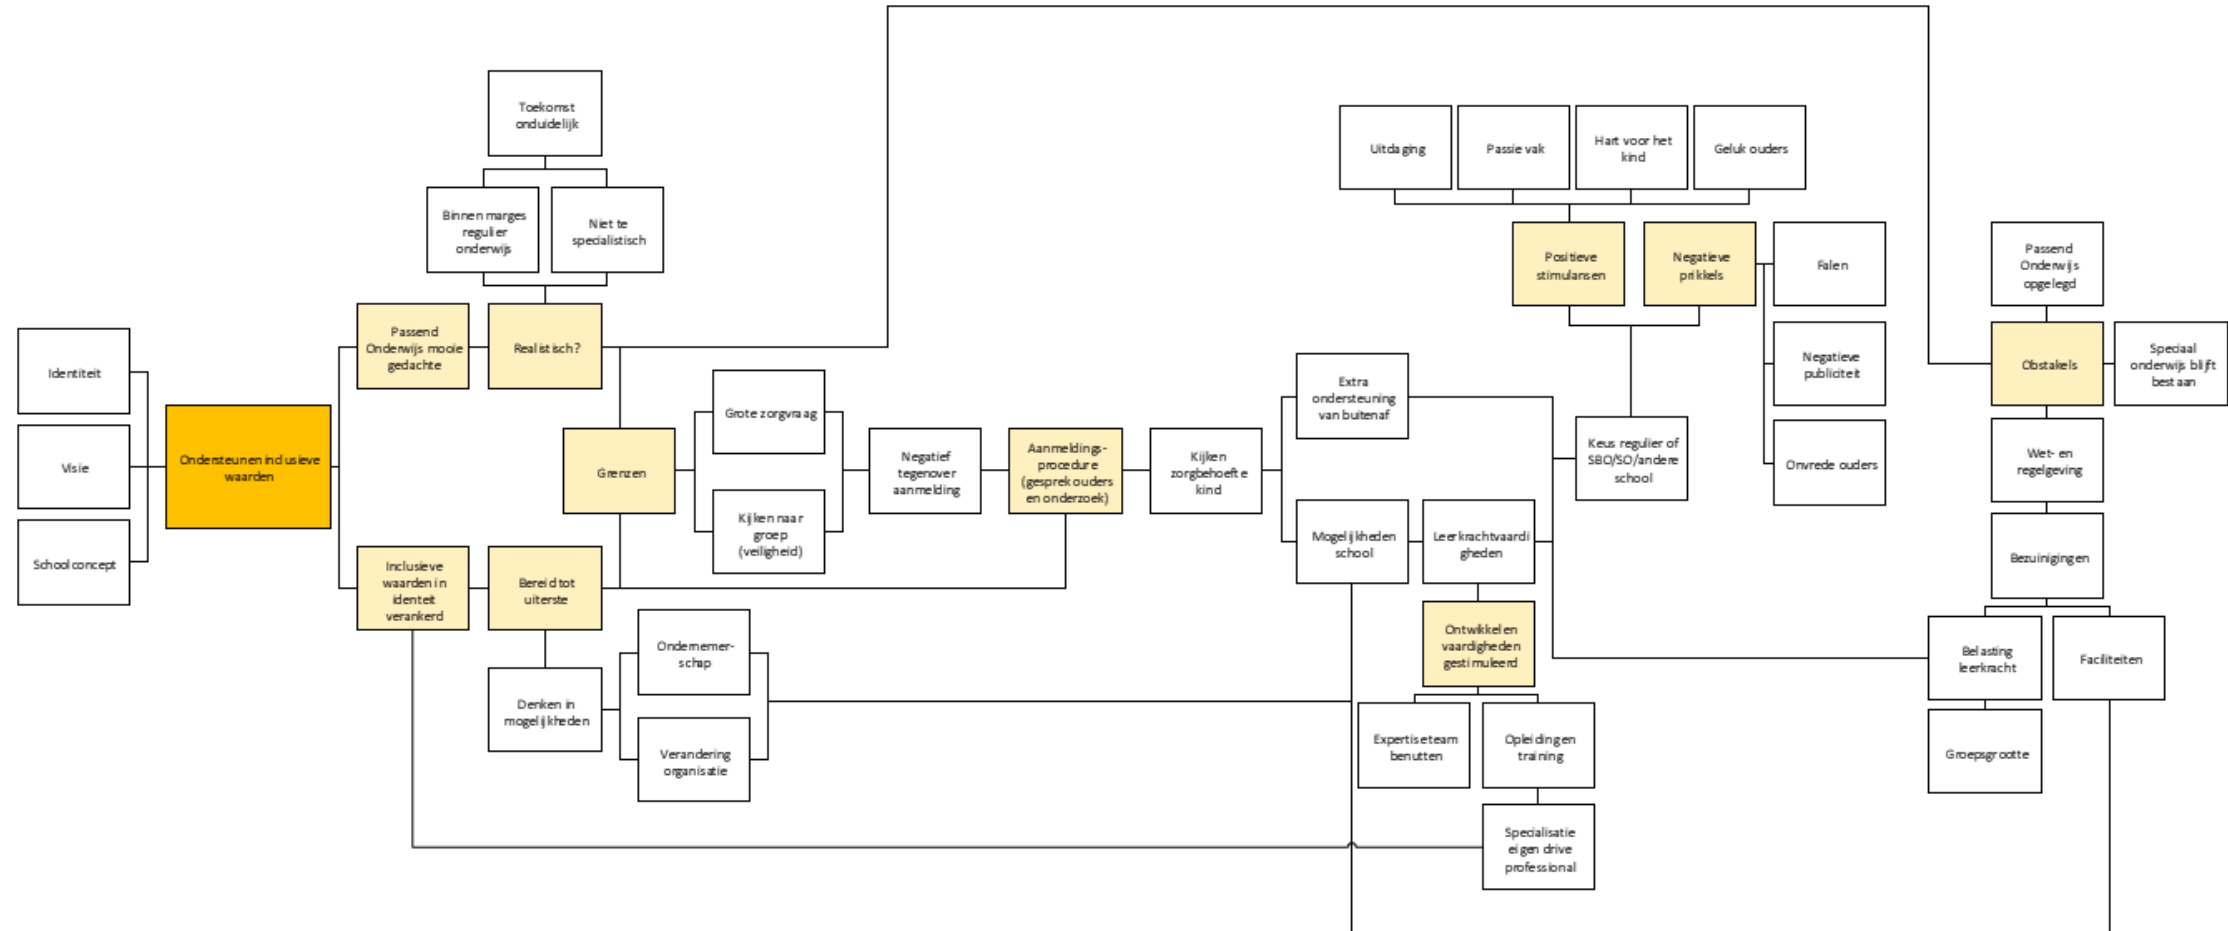 Toekomst
onduidelijk
Binnen marges
regulier
onderwijs
Niet te
specialistisch
Passend
Onderwijs mooie
gedachte
Realistisch?
Identiteit
Visie
Schoolconcept
Ondersteunen inclusieve
waarden
Grenzen
Grote zorgvraag
Kijken naar
groep
(veiligheid)
Negatief
tegenover
aanmelding
Aanmeldings-
procedure
(gesprek ouders
en onderzoek)
Kijken
zorgbehoefte
kind
Inclusieve
waarden in
identeit
verankerd
Bereid tot
uiterste
Denken in
mogelijkheden
Ondernemer-
schap
Verandering
organisatie
Extra
ondersteuning
van buitenaf
Mogelijkheden
school
Leerkrachtvaardi
gheden
Ontwikkelen
vaardigheden
gestimuleerd
Expertiseteam
benutten
Opleiding en
training
Specialisatie
eigen drive
professional
Uitdaging
Passie vak
Hart voor het
kind
Geluk ouders
Positieve
stimulansen
Negatieve
prikkels
Falen
Negatieve
publiciteit
Onvrede ouders
Keus regulier of
SBO/SO/andere
school
Passend
Onderwijs
opgelegd
Obstakels
Speciaal
onderwijs blijft
bestaan
Wet- en
regelgeving
Bezuinigingen
Belasting
leerkracht
Faciliteiten
Groepsgrootte